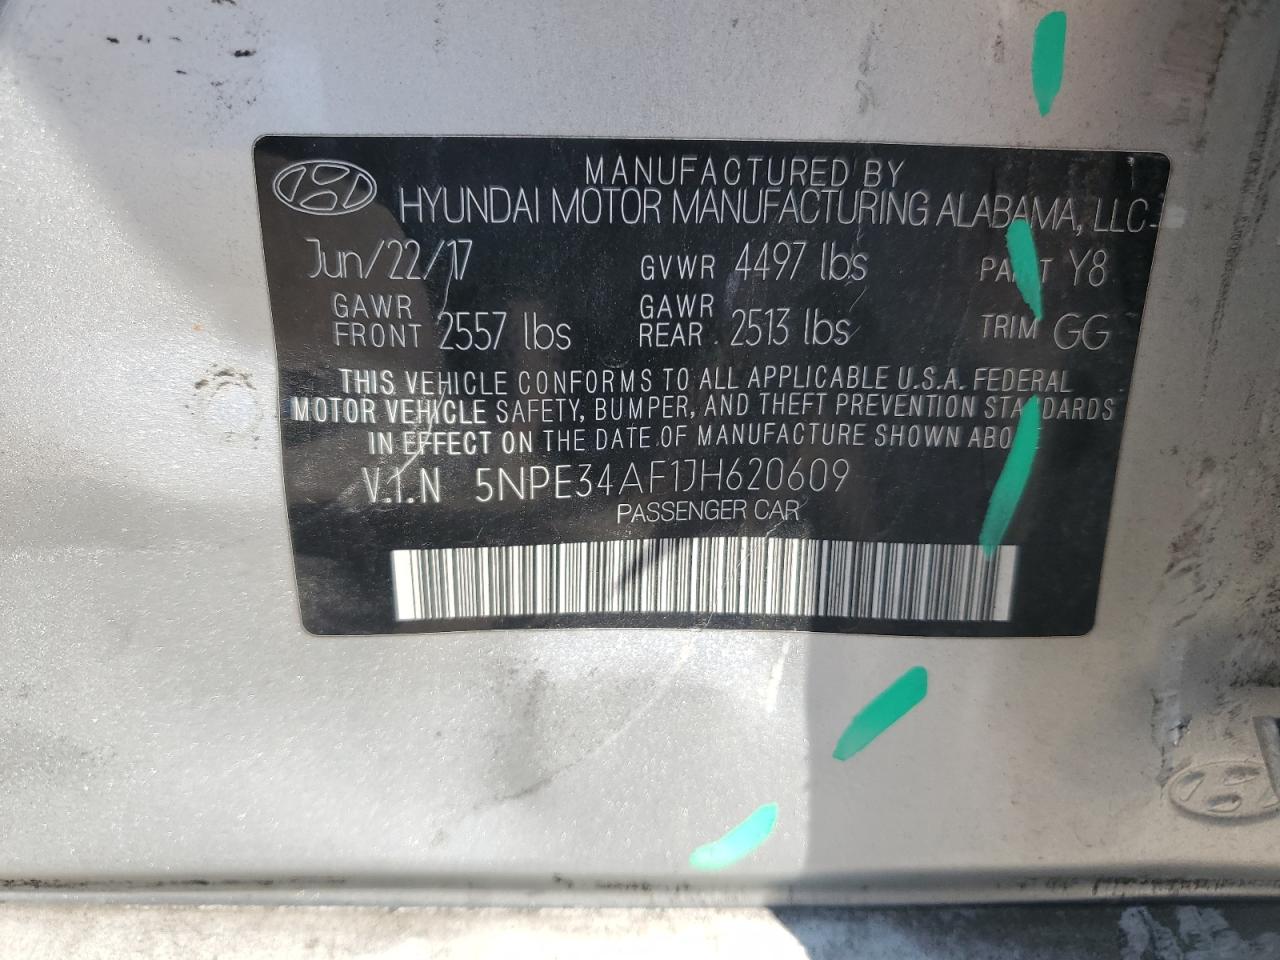 MANUFACTURED BY
HYUNDAI MOTOR MANUFACTURING ALABAMA, LLC
Jun/22/17 GVWR 4497 lbs PAINT Y8
GAWR FRONT 2557 lbs GAWR REAR 2513 lbs TRIM GG
THIS VEHICLE CONFORMS TO ALL APPLICABLE U.S.A. FEDERAL
MOTOR VEHICLE SAFETY, BUMPER, AND THEFT PREVENTION STANDARDS
IN EFFECT ON THE DATE OF MANUFACTURE SHOWN ABOVE
V.I.N 5NPE34AF1JH620609
PASSENGER CAR